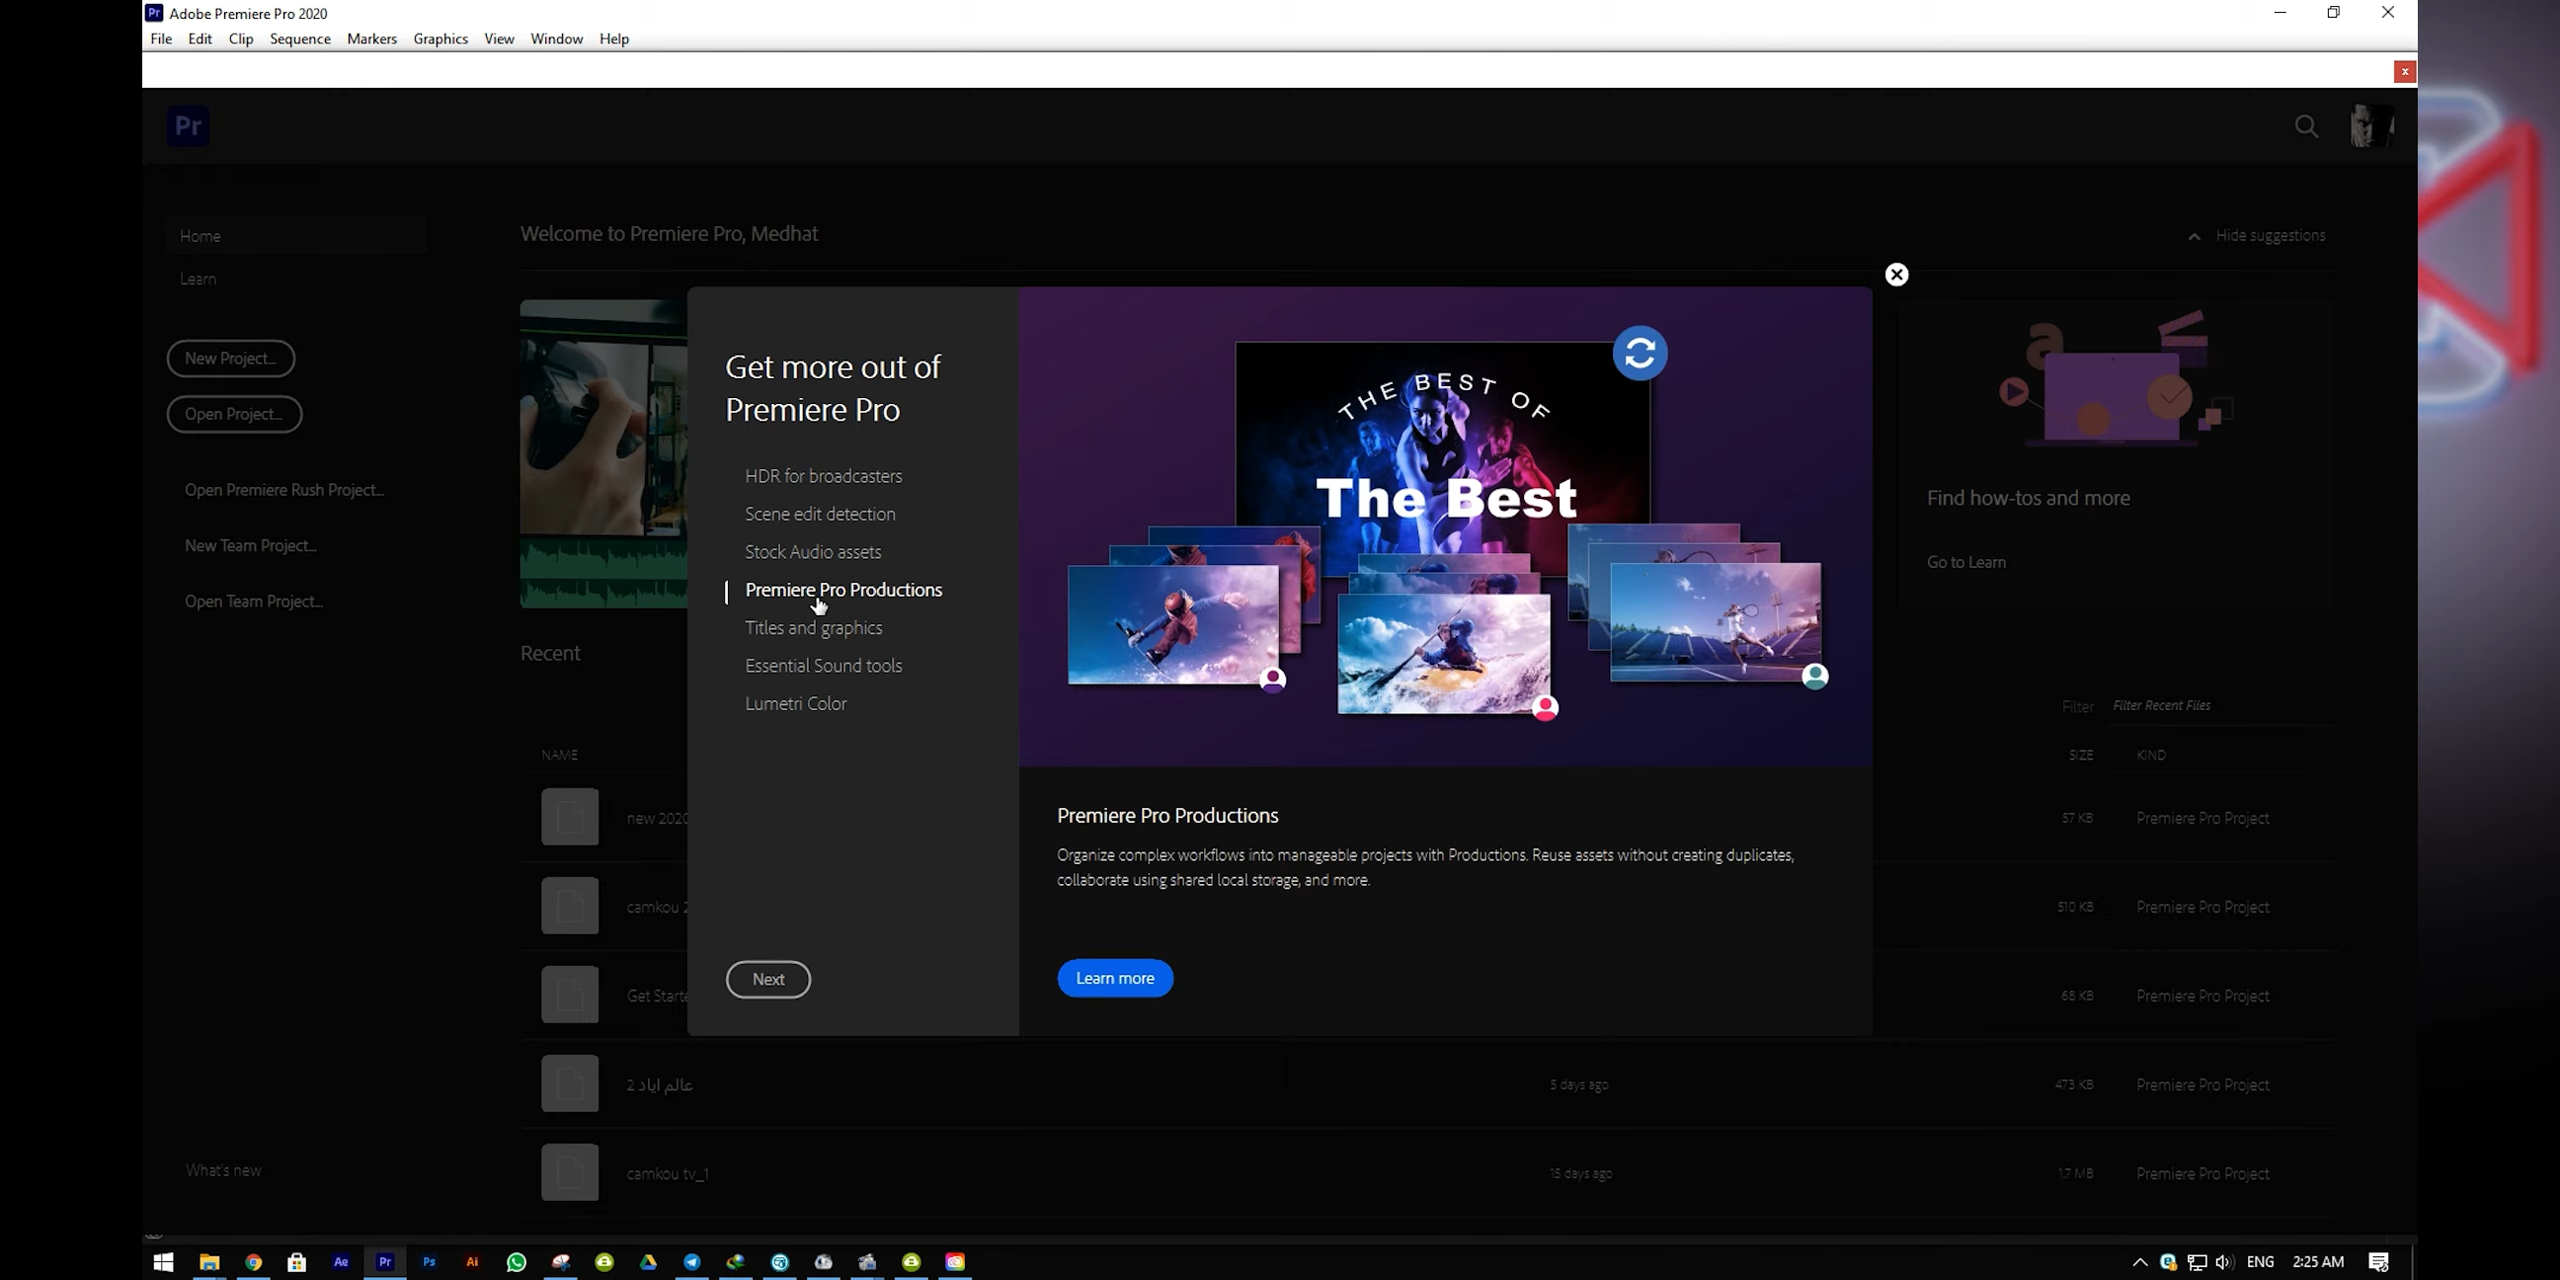 Pr Adobe Premiere Pro 2020
File Edit Clip Sequence Markers Graphics View Window Help
Pr
Home
Learn
Welcome to Premiere Pro, Medhat
Hide suggestions
New Project...
Open Project...
Open Premiere Rush Project...
New Team Project...
Open Team Project...
Get more out of
Premiere Pro
HDR for broadcasters
Scene edit detection
Stock Audio assets
Premiere Pro Productions
Titles and graphics
Essential Sound tools
Lumetri Color
Next
THE BEST OF
The Best
Premiere Pro Productions
Organize complex workflows into manageable projects with Productions. Reuse assets without creating duplicates,
collaborate using shared local storage, and more.
Learn more
Find how-tos and more
Go to Learn
Recent
Filter Filter Recent Files
NAME SIZE KIND
new 2020 57 KB Premiere Pro Project
camkou 2 510 KB Premiere Pro Project
Get Starte 68 KB Premiere Pro Project
عالم اياد 2 5 days ago 473 KB Premiere Pro Project
camkou tv_1 15 days ago 1.7 MB Premiere Pro Project
What's new
Ae Pr Ps Ai ENG 2:25 AM